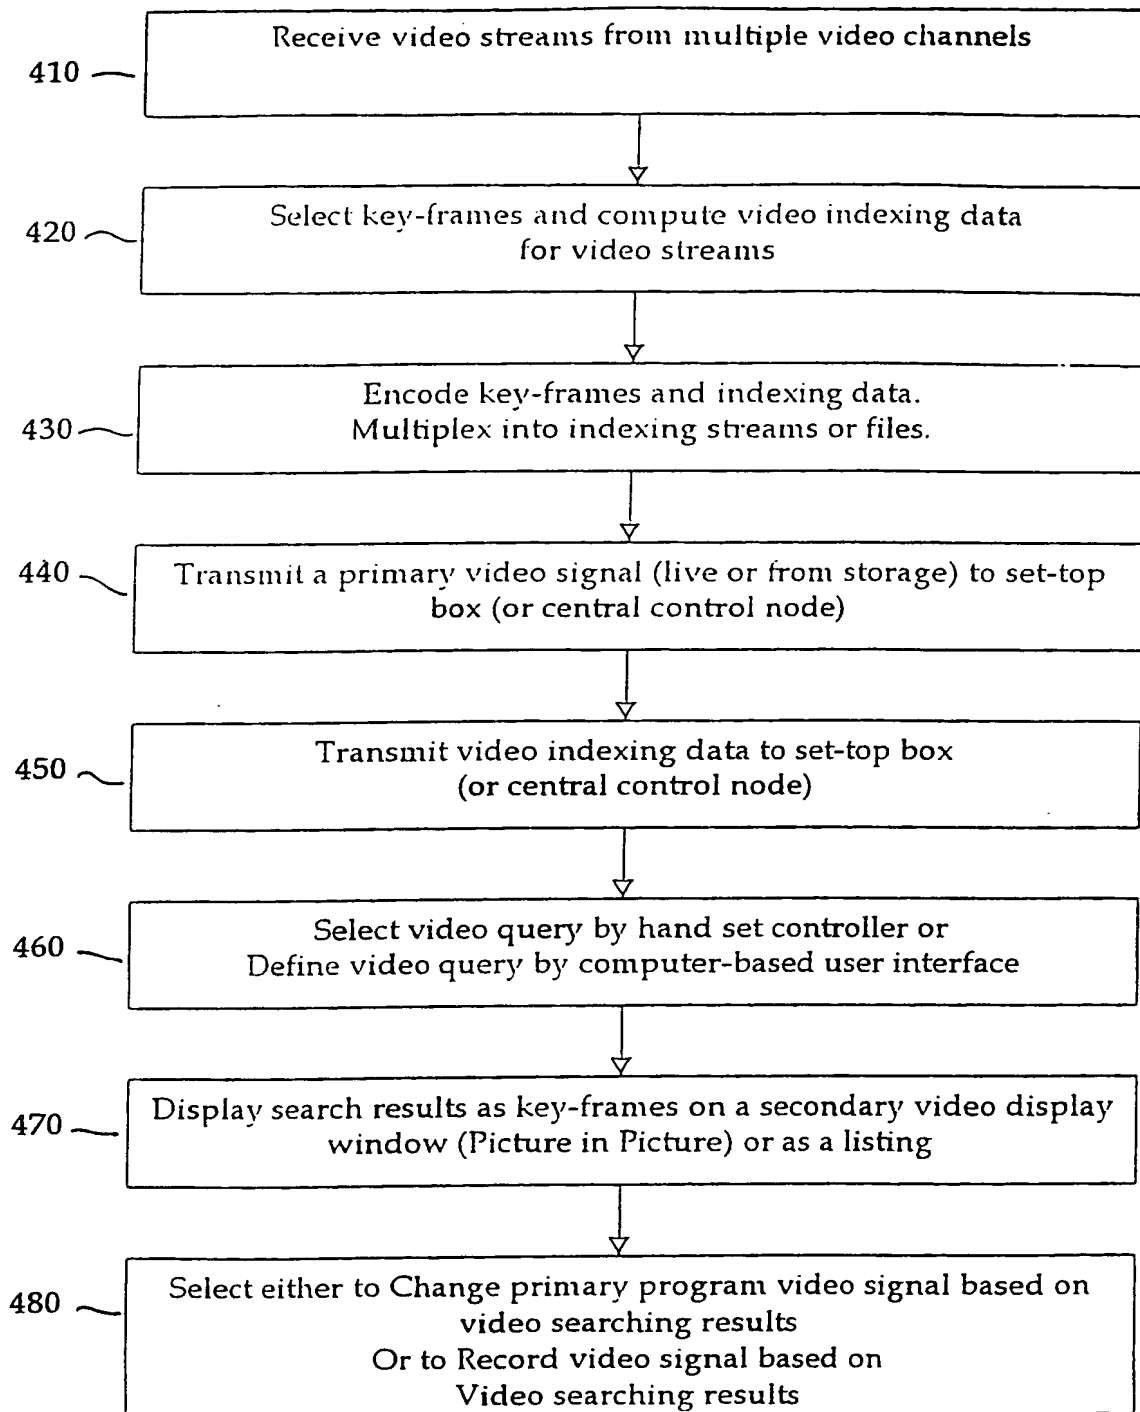 Receive video streams from multiple video channels
410
Select key-frames and compute video indexing data
420
for video streams
Encode key-frames and indexing data.
430
Multiplex into indexing streams or files.
440
Transmit a primary video signal (live or from storage) to set-top
box (or central control node)
Transmit video indexing data to set-top box
450
(or central control node)
Select video query by hand set controller or
460
Define video query by computer-based user interface
Display search results as key-frames on a secondary video display
470
window (Picture in Picture) or as a listing
Select either to Change primary program video signal based on
480
video searching results
Or to Record video signal based on
Video searching results